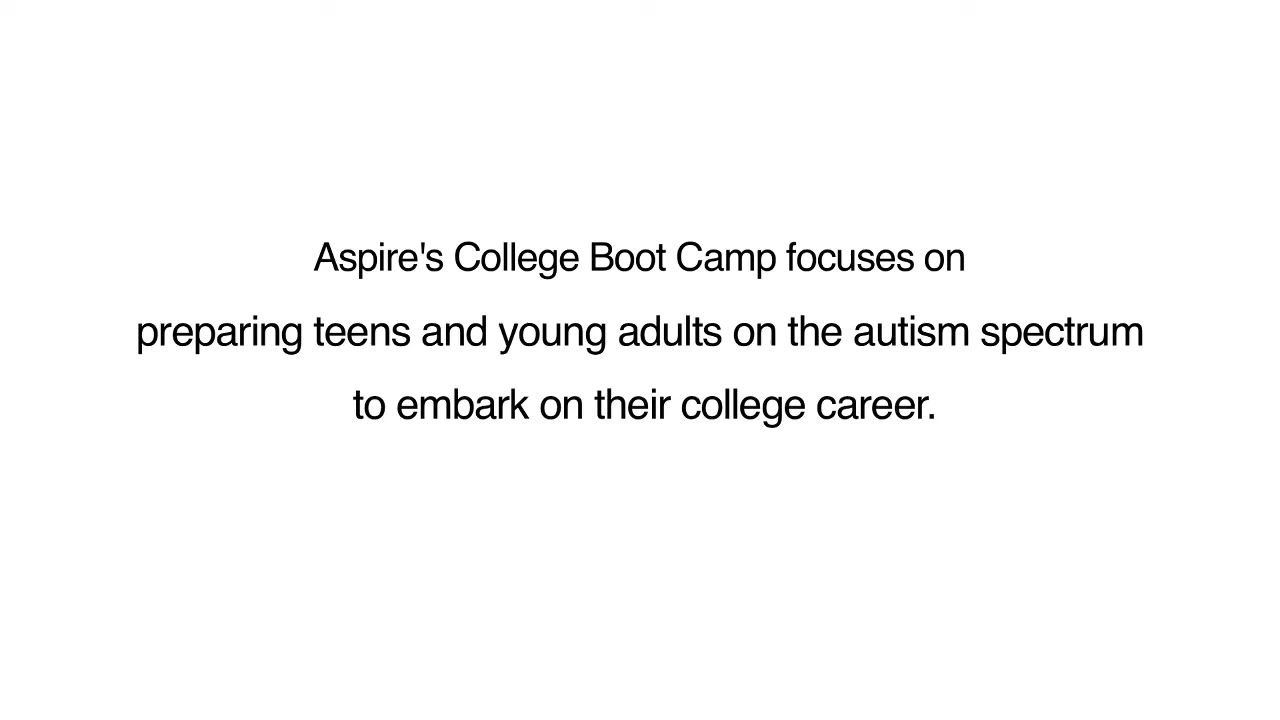 Aspire's College Boot Camp focuses on
preparing teens and young adults on the autism spectrum
to embark on their college career.